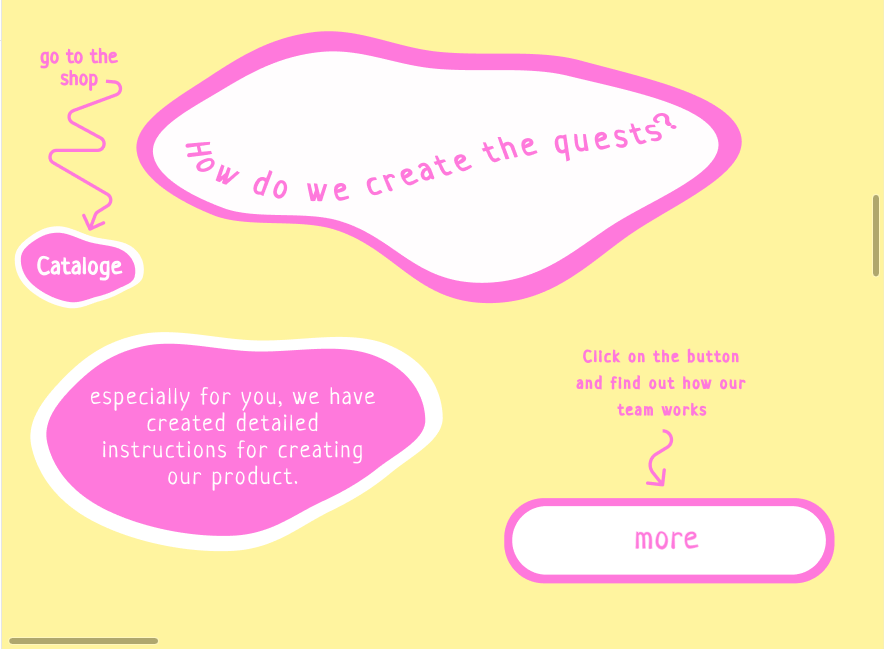 go to the
shop
How do we create the quests?
Cataloge
especially for you, we have
created detailed
instructions for creating
our product.
Click on the button
and find out how our
team works
more